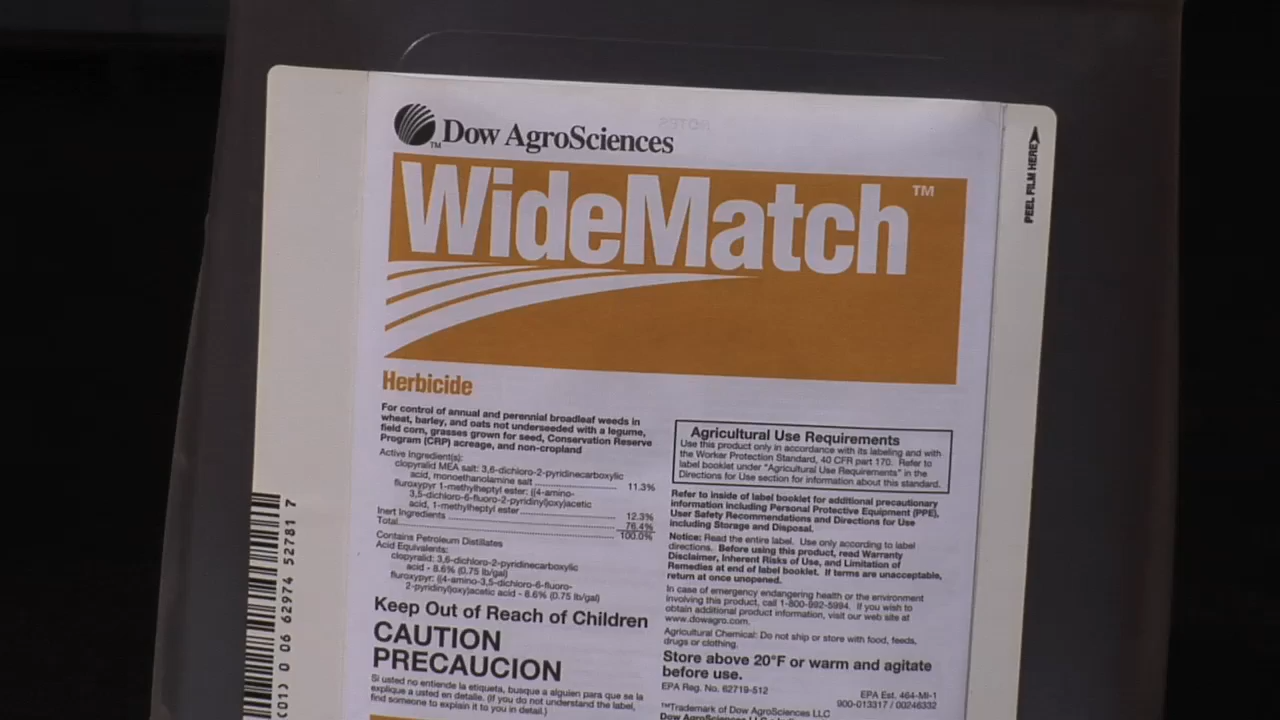 Dow AgroSciences
WideMatch™
PEEL FILM HERE
Herbicide
For control of annual and perennial broadleaf weeds in
wheat, barley, and oats not underseeded with a legume,
field corn, grasses grown for seed, Conservation Reserve
Program (CRP) acreage, and non-cropland
Active Ingredient(s):
clopyralid MEA salt: 3,6-dichloro-2-pyridinecarboxylic
acid, monoethanolamine salt ........................ 11.3%
fluroxypyr 1-methylheptyl ester: ((4-amino-
3,5-dichloro-6-fluoro-2-pyridinyl)oxy)acetic
acid, 1-methylheptyl ester ........................ 12.3%
Inert Ingredients ........................ 76.4%
Total ........................ 100.0%
Contains Petroleum Distillates
Acid Equivalents:
clopyralid: 3,6-dichloro-2-pyridinecarboxylic
acid - 8.6% (0.75 lb/gal)
fluroxypyr: ((4-amino-3,5-dichloro-6-fluoro-
2-pyridinyl)oxy)acetic acid - 8.6% (0.75 lb/gal)
Keep Out of Reach of Children
CAUTION
PRECAUCION
Si usted no entiende la etiqueta, busque a alguien para que se la
explique a usted en detalle. (If you do not understand the label,
find someone to explain it to you in detail.)
Agricultural Use Requirements
Use this product only in accordance with its labeling and with
the Worker Protection Standard, 40 CFR part 170. Refer to
label booklet under "Agricultural Use Requirements" in the
Directions for Use section for information about this standard.
Refer to inside of label booklet for additional precautionary
information including Personal Protective Equipment (PPE),
User Safety Recommendations and Directions for Use
including Storage and Disposal.
Notice: Read the entire label. Use only according to label
directions. Before using this product, read Warranty
Disclaimer, Inherent Risks of Use, and Limitation of
Remedies at end of label booklet. If terms are unacceptable,
return at once unopened.
In case of emergency endangering health or the environment
involving this product, call 1-800-992-5994. If you wish to
obtain additional product information, visit our web site at
www.dowagro.com.
Agricultural Chemical: Do not ship or store with food, feeds,
drugs or clothing.
Store above 20°F or warm and agitate
before use.
EPA Reg. No. 62719-512
EPA Est. 464-MI-1
900-013317 / 00246332
™Trademark of Dow AgroSciences LLC
Dow AgroSciences LLC
0 06 62974 52781 7